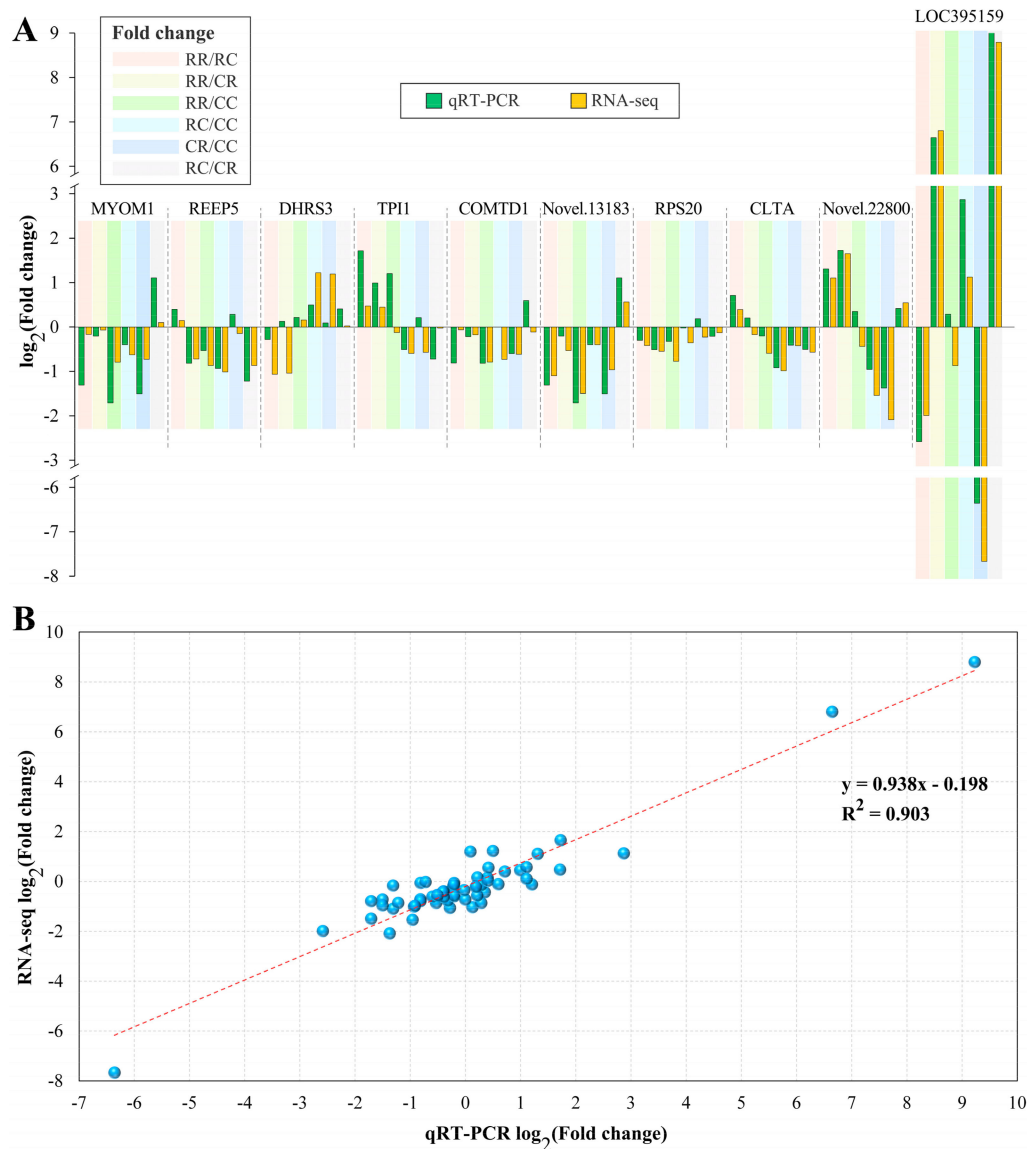 A
LOC395159
Fold change
RR/RC
RR/CR
RR/CC
RC/CC
CR/CC
RC/CR
qRT-PCR
RNA-seq
log2(Fold change)
9
8
7
6
3
2
1
0
-1
-2
-3
-6
-7
-8
MYOM1 REEP5 DHRS3 TPI1 COMTD1 Novel.13183 RPS20 CLTA Novel.22800
B
RNA-seq log2(Fold change)
10
8
6
4
2
0
-2
-4
-6
-8
y = 0.938x - 0.198
R2 = 0.903
-7 -6 -5 -4 -3 -2 -1 0 1 2 3 4 5 6 7 8 9 10
qRT-PCR log2(Fold change)